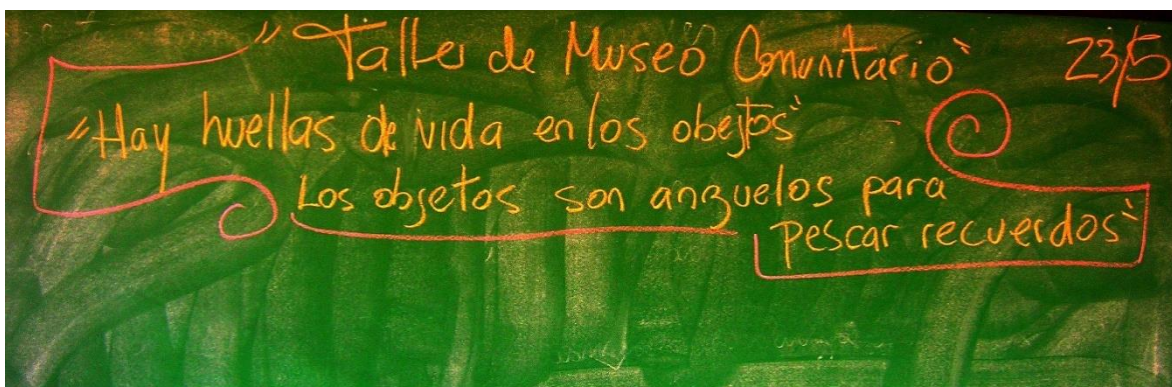 "Taller de Museo Comunitario" 23/5
"Hay huellas de vida en los obejtos"
Los objetos son anzuelos para
pescar recuerdos"